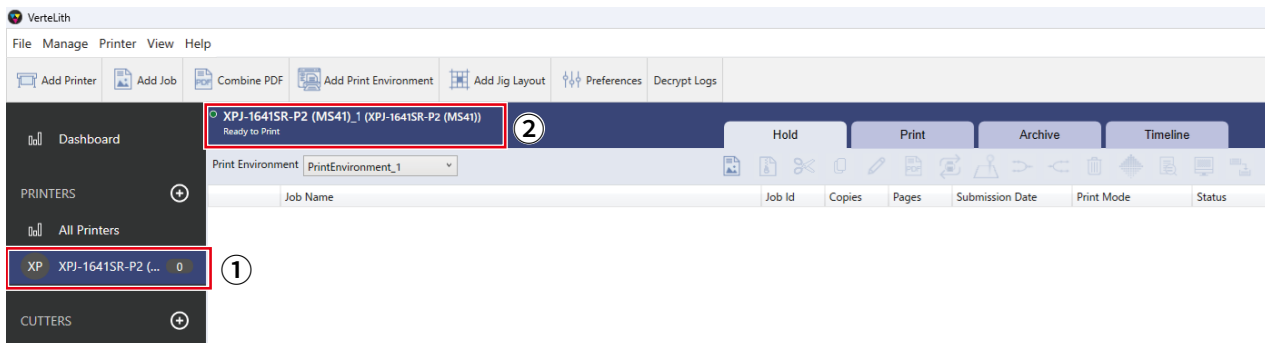 VerteLith
File Manage Printer View Help
Add Printer Add Job Combine PDF Add Print Environment Add Jig Layout Preferences Decrypt Logs
XPJ-1641SR-P2 (MS41)_1 (XPJ-1641SR-P2 (MS41))
Ready to Print
②
Hold Print Archive Timeline
Dashboard
Print Environment PrintEnvironment_1
PRINTERS
Job Name Job Id Copies Pages Submission Date Print Mode Status
All Printers
XP XPJ-1641SR-P2 (... 0
①
CUTTERS